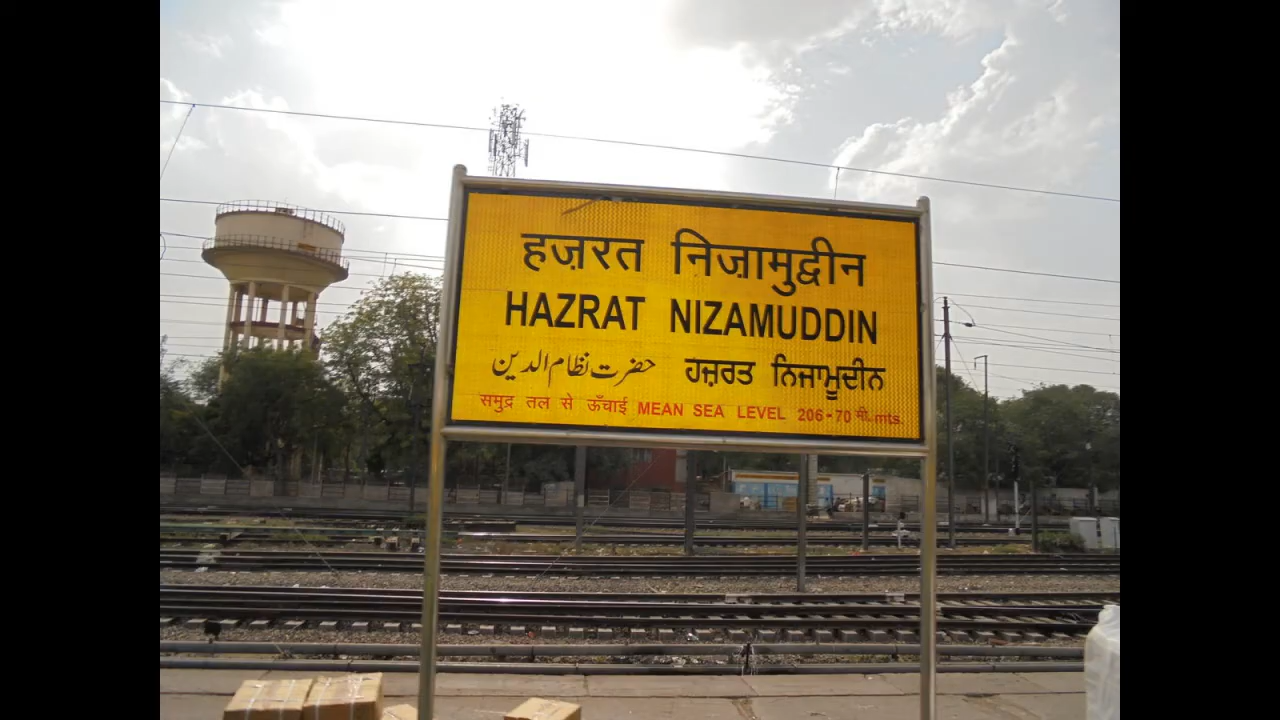 हज़रत निज़ामुद्वीन
HAZRAT NIZAMUDDIN
حضرت نظام الدین ਹਜ਼ਰਤ ਨਿਜਾਮੂਦੀਨ
समुद्र तल से ऊँचाई MEAN SEA LEVEL 206-70 मी. mts.